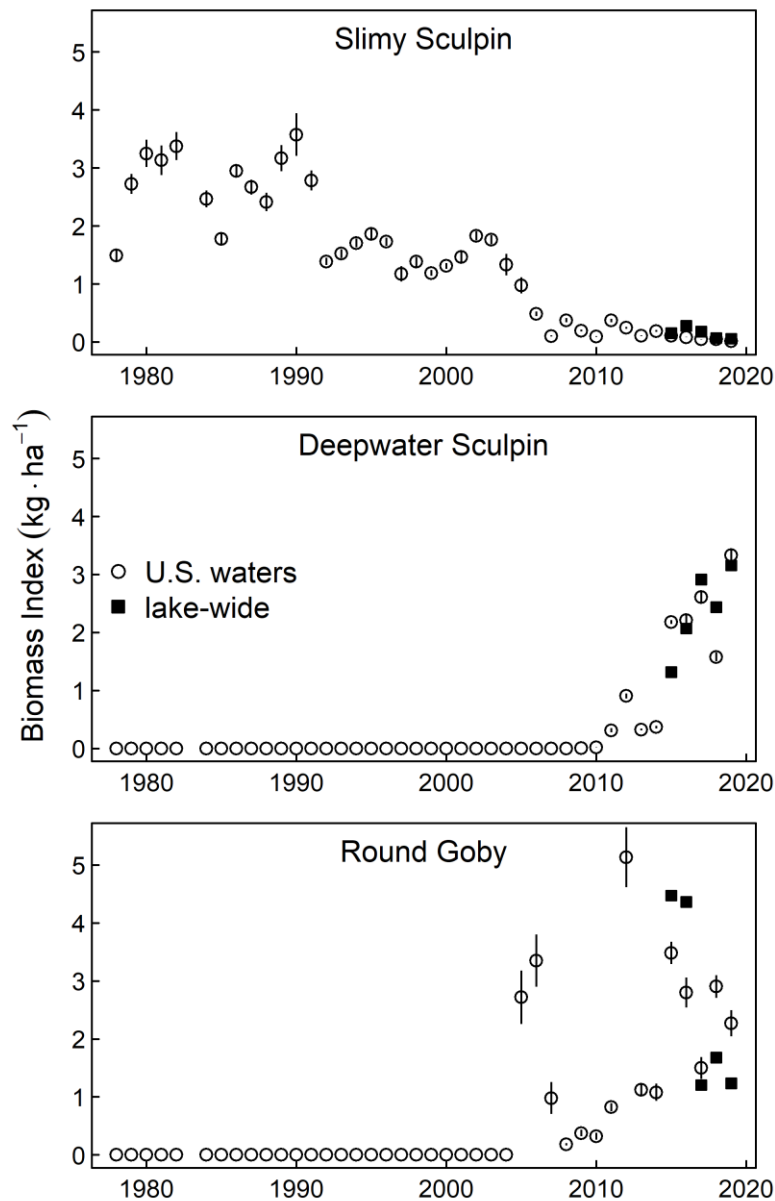 Slimy Sculpin
5
4
3
2
1
0
1980 1990 2000 2010 2020
Biomass Index (kg · ha⁻¹)
Deepwater Sculpin
5
4
3
2
1
0
U.S. waters
lake-wide
1980 1990 2000 2010 2020
Round Goby
5
4
3
2
1
0
1980 1990 2000 2010 2020